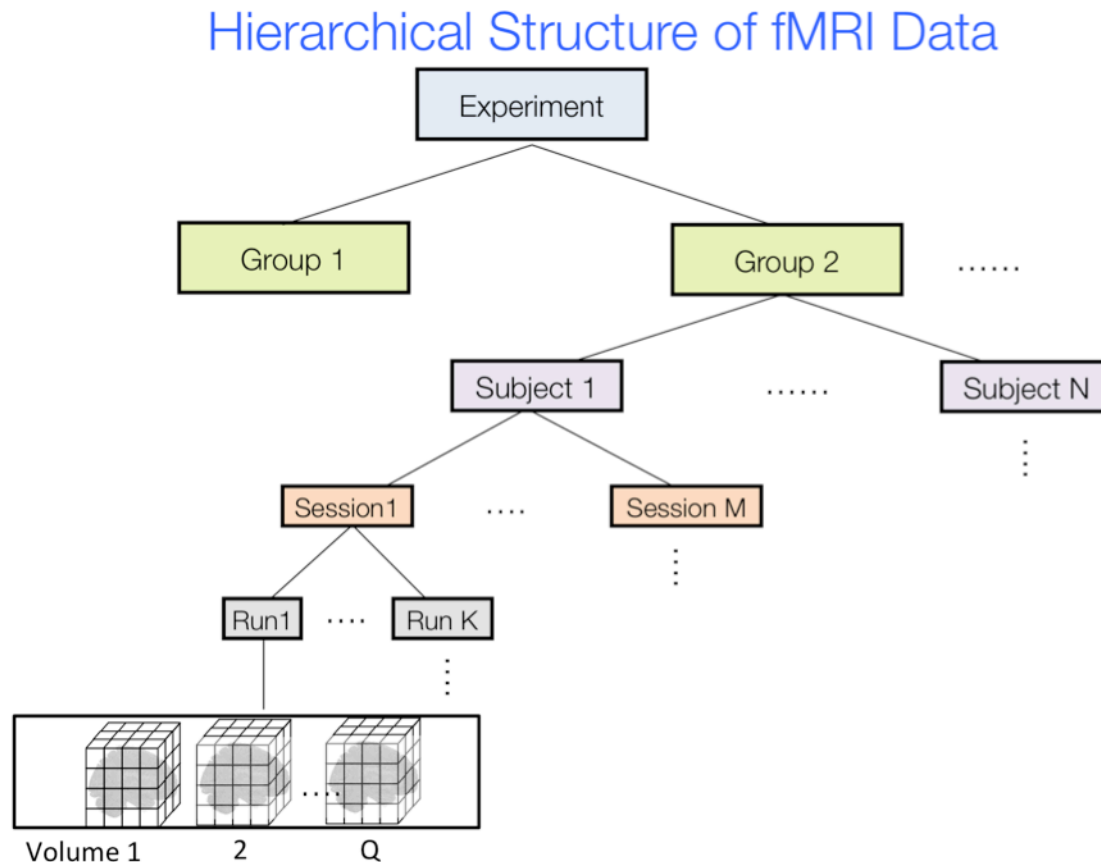 Hierarchical Structure of fMRI Data
Experiment
Group 1
Group 2
......
Subject 1
......
Subject N
Session1
....
Session M
Run1
....
Run K
....
Volume 1
2
Q